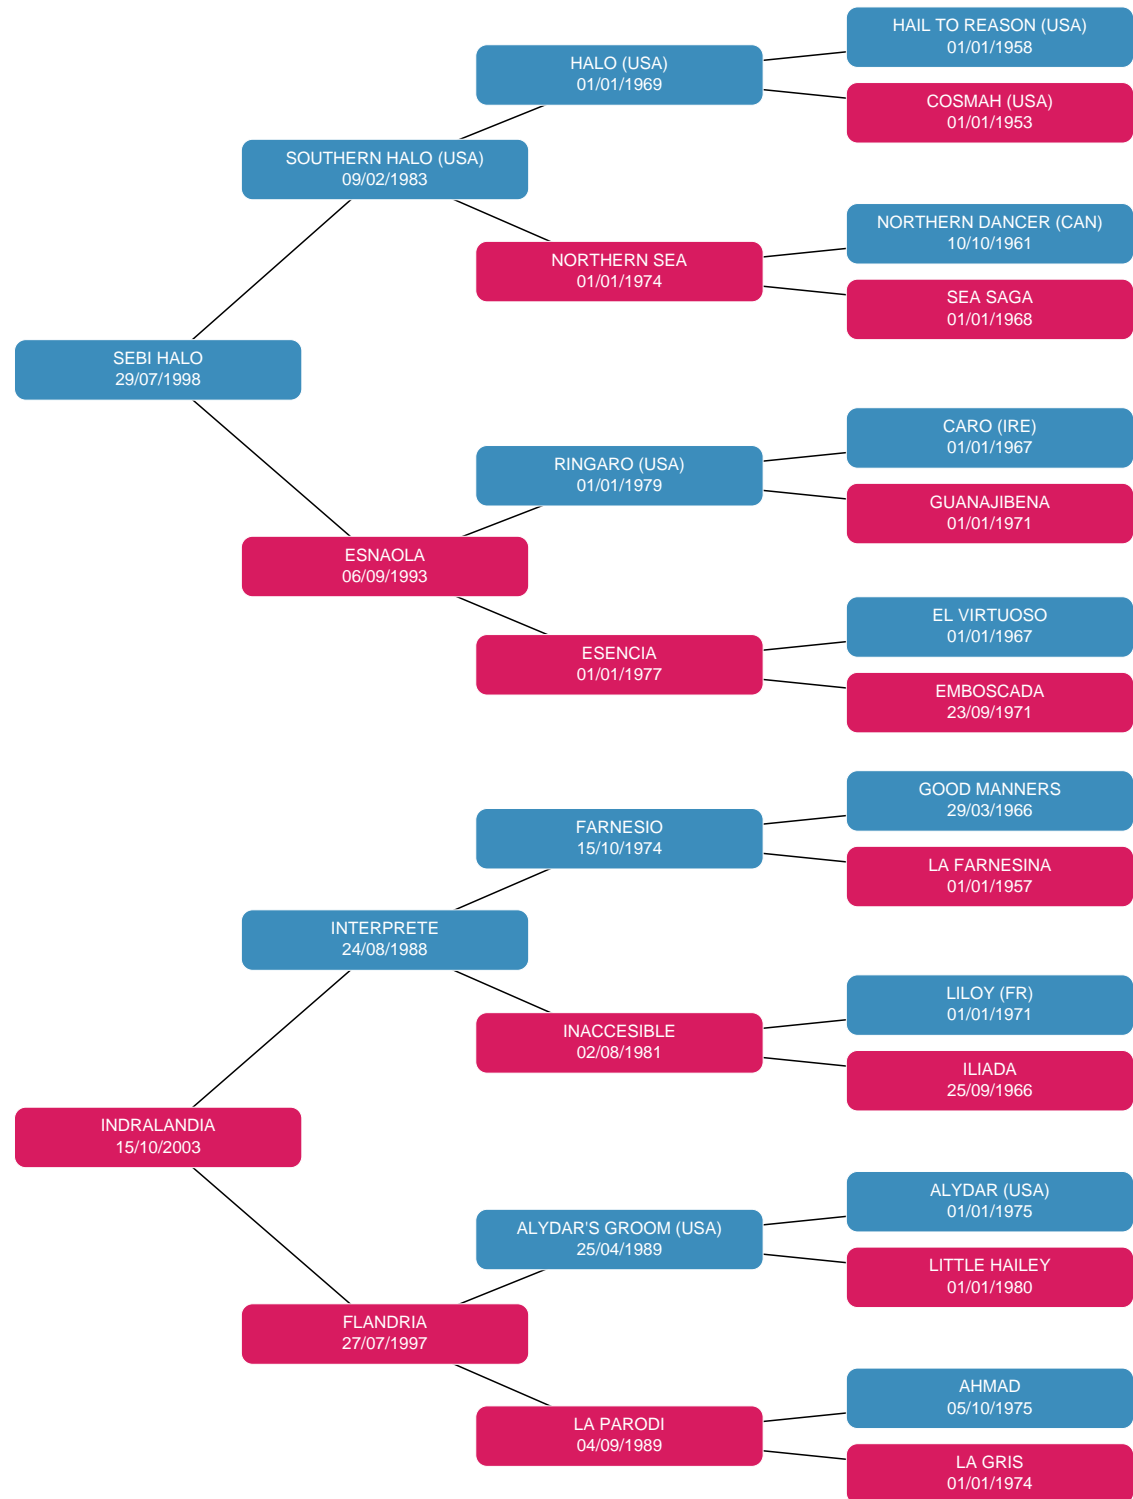 HAIL TO REASON (USA)
01/01/1958
HALO (USA)
01/01/1969
COSMAH (USA)
01/01/1953
SOUTHERN HALO (USA)
09/02/1983
NORTHERN DANCER (CAN)
10/10/1961
NORTHERN SEA
01/01/1974
SEA SAGA
01/01/1968
SEBI HALO
29/07/1998
CARO (IRE)
01/01/1967
RINGARO (USA)
01/01/1979
GUANAJIBENA
01/01/1971
ESNAOLA
06/09/1993
EL VIRTUOSO
01/01/1967
ESENCIA
01/01/1977
EMBOSCADA
23/09/1971
GOOD MANNERS
29/03/1966
FARNESIO
15/10/1974
LA FARNESINA
01/01/1957
INTERPRETE
24/08/1988
LILOY (FR)
01/01/1971
INACCESIBLE
02/08/1981
ILIADA
25/09/1966
INDRALANDIA
15/10/2003
ALYDAR (USA)
01/01/1975
ALYDAR'S GROOM (USA)
25/04/1989
LITTLE HAILEY
01/01/1980
FLANDRIA
27/07/1997
AHMAD
05/10/1975
LA PARODI
04/09/1989
LA GRIS
01/01/1974